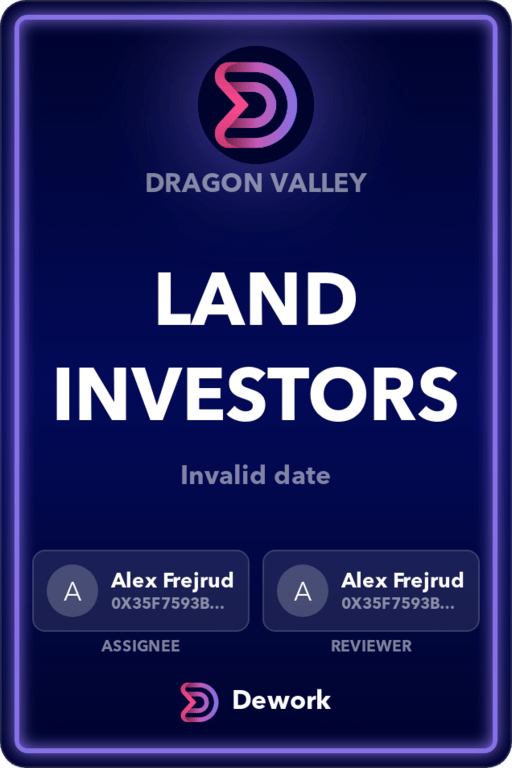 DRAGON VALLEY
LAND
INVESTORS
Invalid date
A
Alex Frejrud
0X35F7593B...
ASSIGNEE
A
Alex Frejrud
0X35F7593B...
REVIEWER
Dework